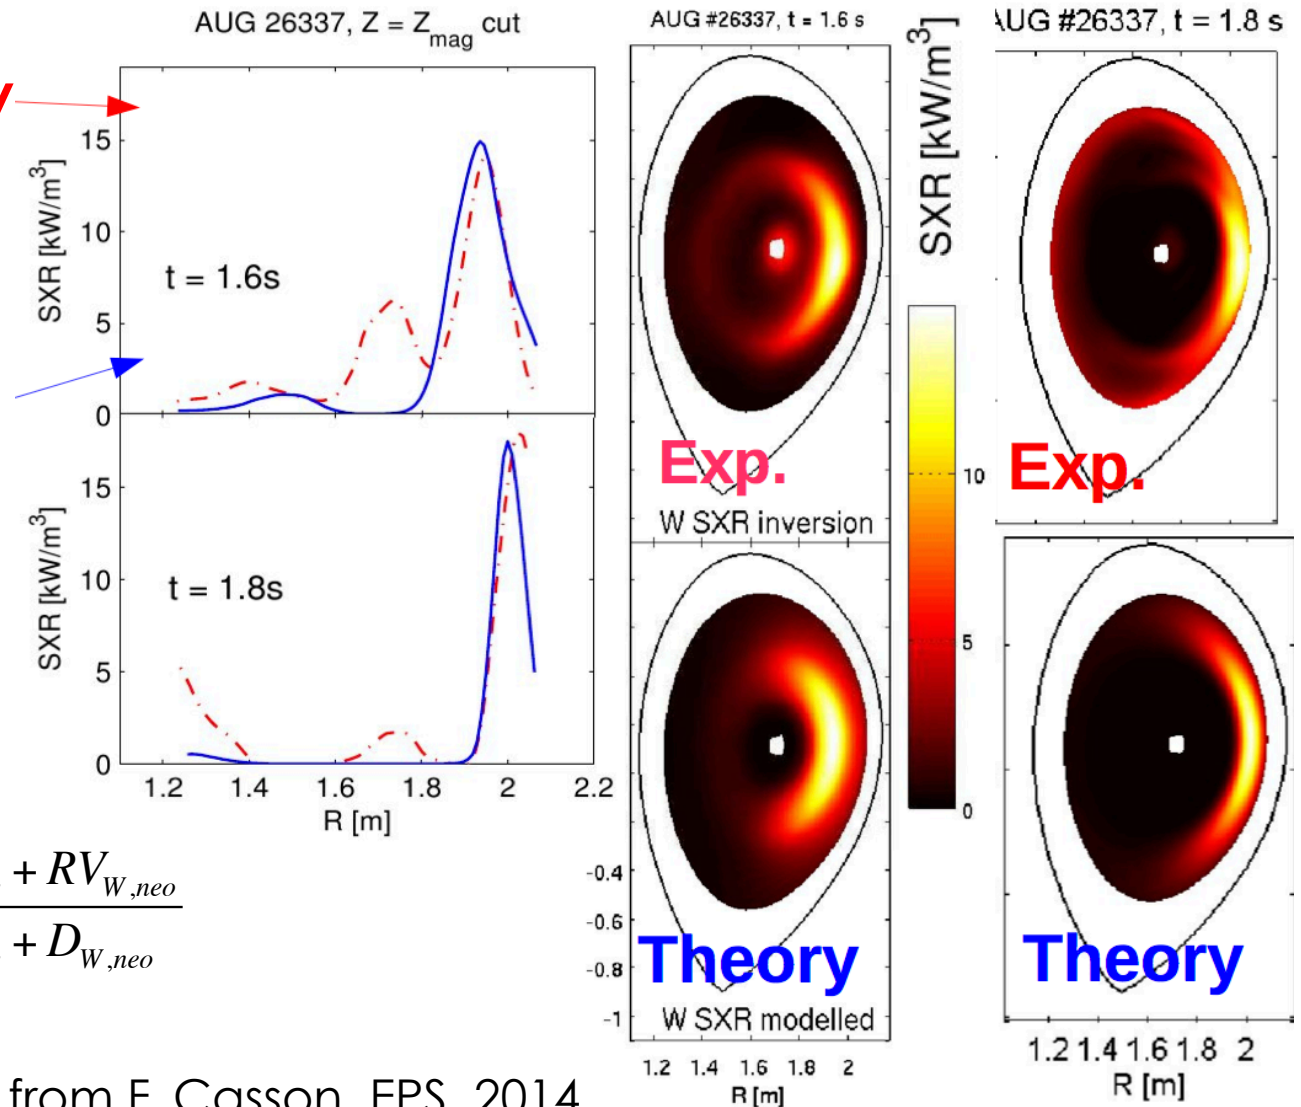 AUG 26337, Z = Z_mag cut
y
SXR [kW/m³]
15
10
5
0
t = 1.6s
SXR [kW/m³]
15
10
5
0
t = 1.8s
1.2 1.4 1.6 1.8 2 2.2
R [m]
+ RV_W,neo
+ D_W,neo
from F. Casson, EPS, 2014
AUG #26337, t = 1.6 s
Exp.
W SXR inversion
-0.4
-0.6
-0.8
-1
Theory
W SXR modelled
1.2 1.4 1.6 1.8 2
R [m]
SXR [kW/m³]
10
5
0
AUG #26337, t = 1.8 s
Exp.
Theory
1.2 1.4 1.6 1.8 2
R [m]